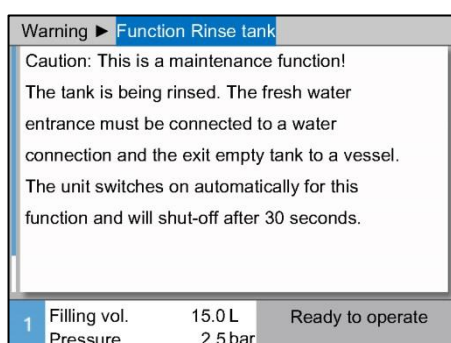 Warning ► Function Rinse tank
Caution: This is a maintenance function!
The tank is being rinsed. The fresh water
entrance must be connected to a water
connection and the exit empty tank to a vessel.
The unit switches on automatically for this
function and will shut-off after 30 seconds.
1 Filling vol. 15.0 L Ready to operate
Pressure 2.5 bar